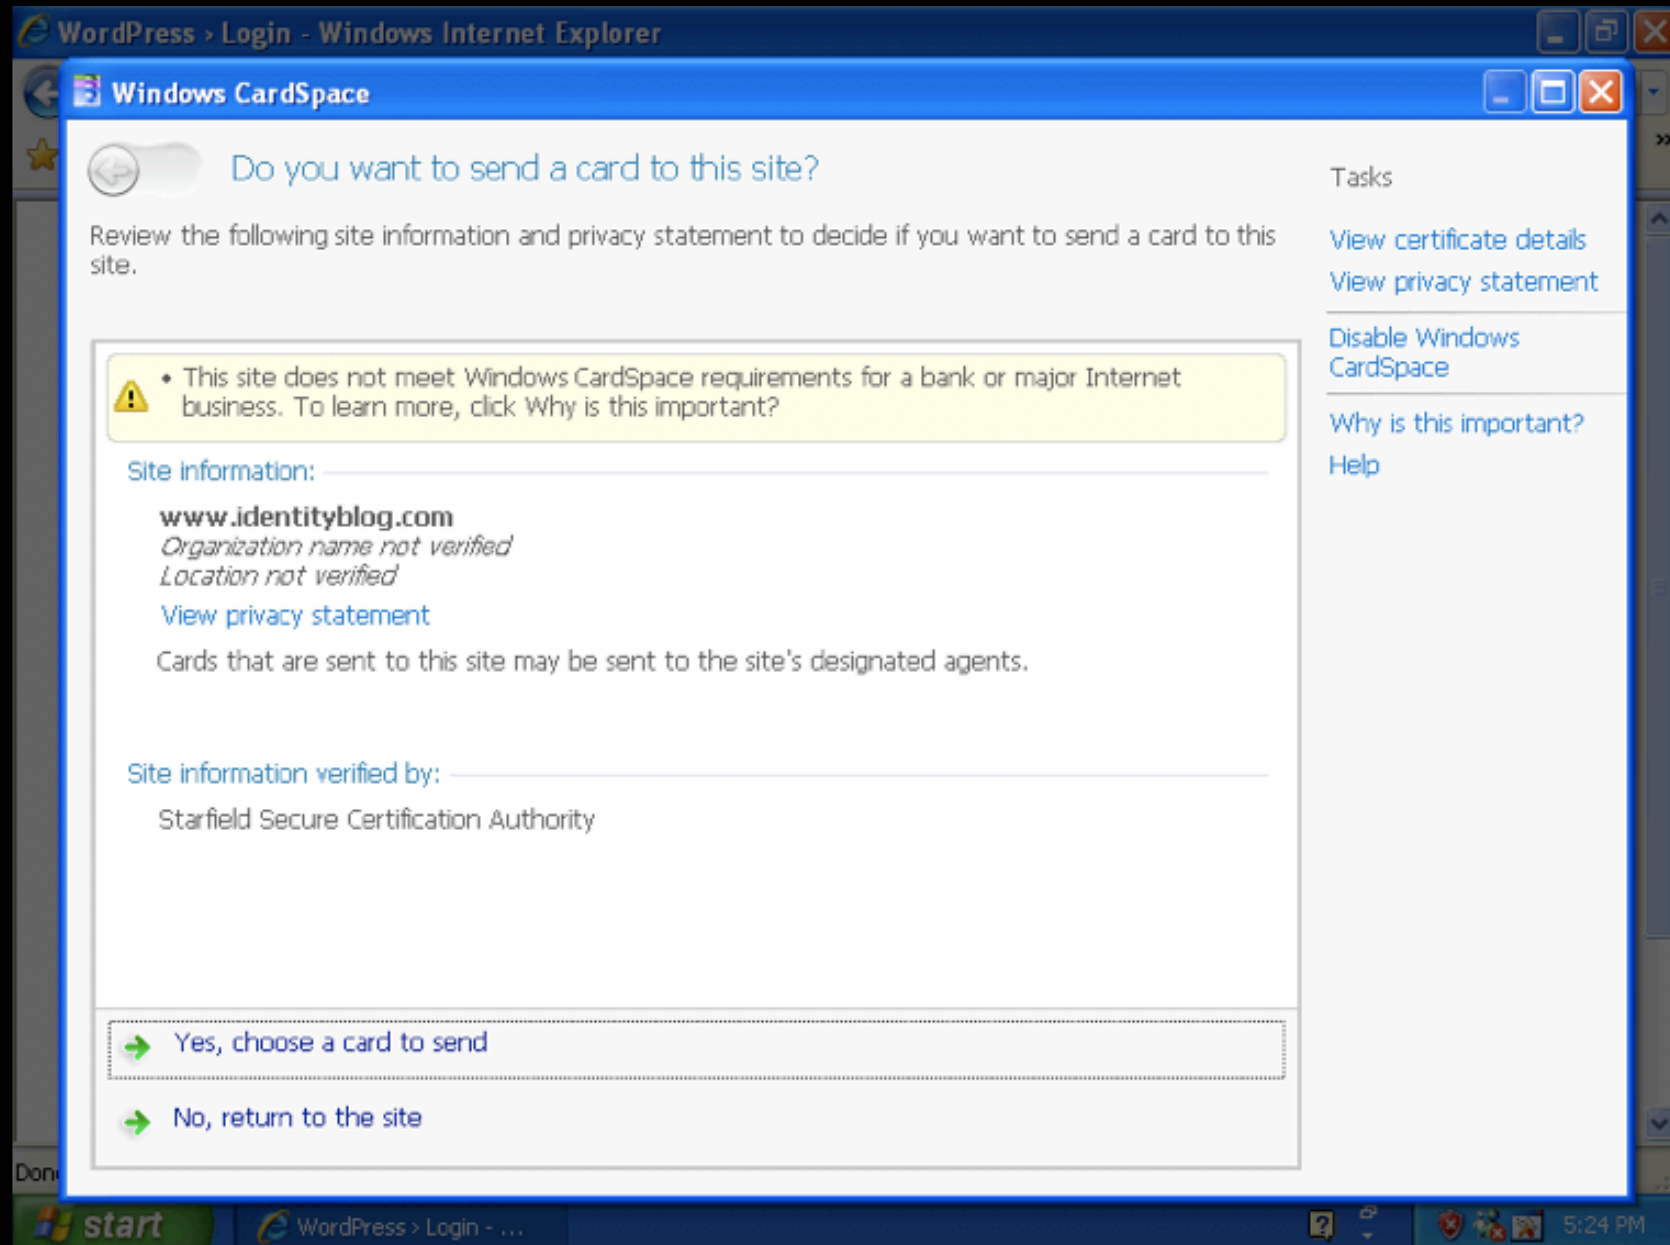 WordPress › Login - Windows Internet Explorer
Windows CardSpace
Do you want to send a card to this site?
Review the following site information and privacy statement to decide if you want to send a card to this
site.
• This site does not meet Windows CardSpace requirements for a bank or major Internet
business. To learn more, click Why is this important?
Site information:
www.identityblog.com
Organization name not verified
Location not verified
View privacy statement
Cards that are sent to this site may be sent to the site's designated agents.
Site information verified by:
Starfield Secure Certification Authority
Yes, choose a card to send
No, return to the site
Tasks
View certificate details
View privacy statement
Disable Windows
CardSpace
Why is this important?
Help
start
WordPress › Login - ...
5:24 PM